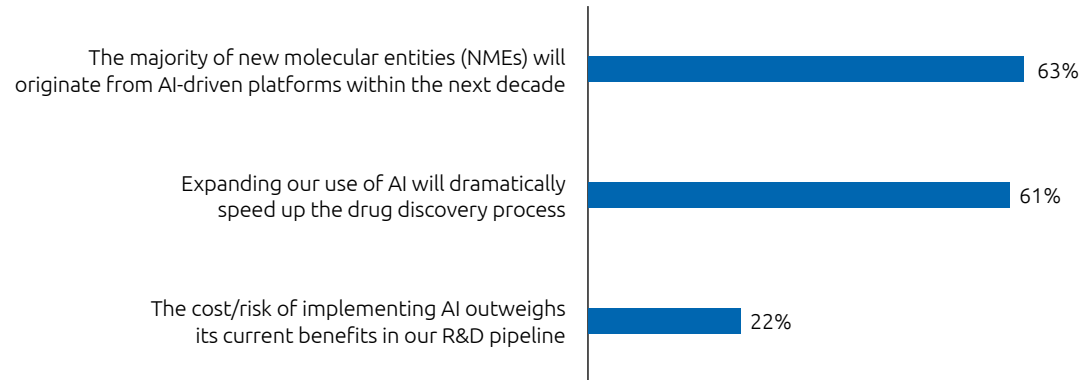 The majority of new molecular entities (NMEs) will
originate from AI-driven platforms within the next decade
63%
Expanding our use of AI will dramatically
speed up the drug discovery process
61%
The cost/risk of implementing AI outweighs
its current benefits in our R&D pipeline
22%